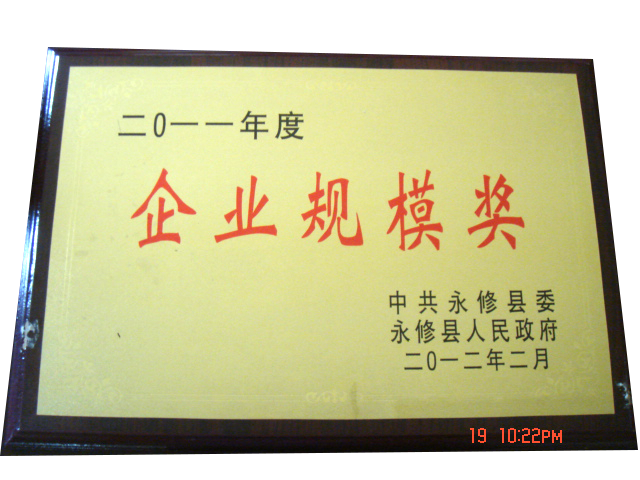 二0一一年度
企业规模奖
中共永修县委
永修县人民政府
二0一二年二月
19 10:22PM